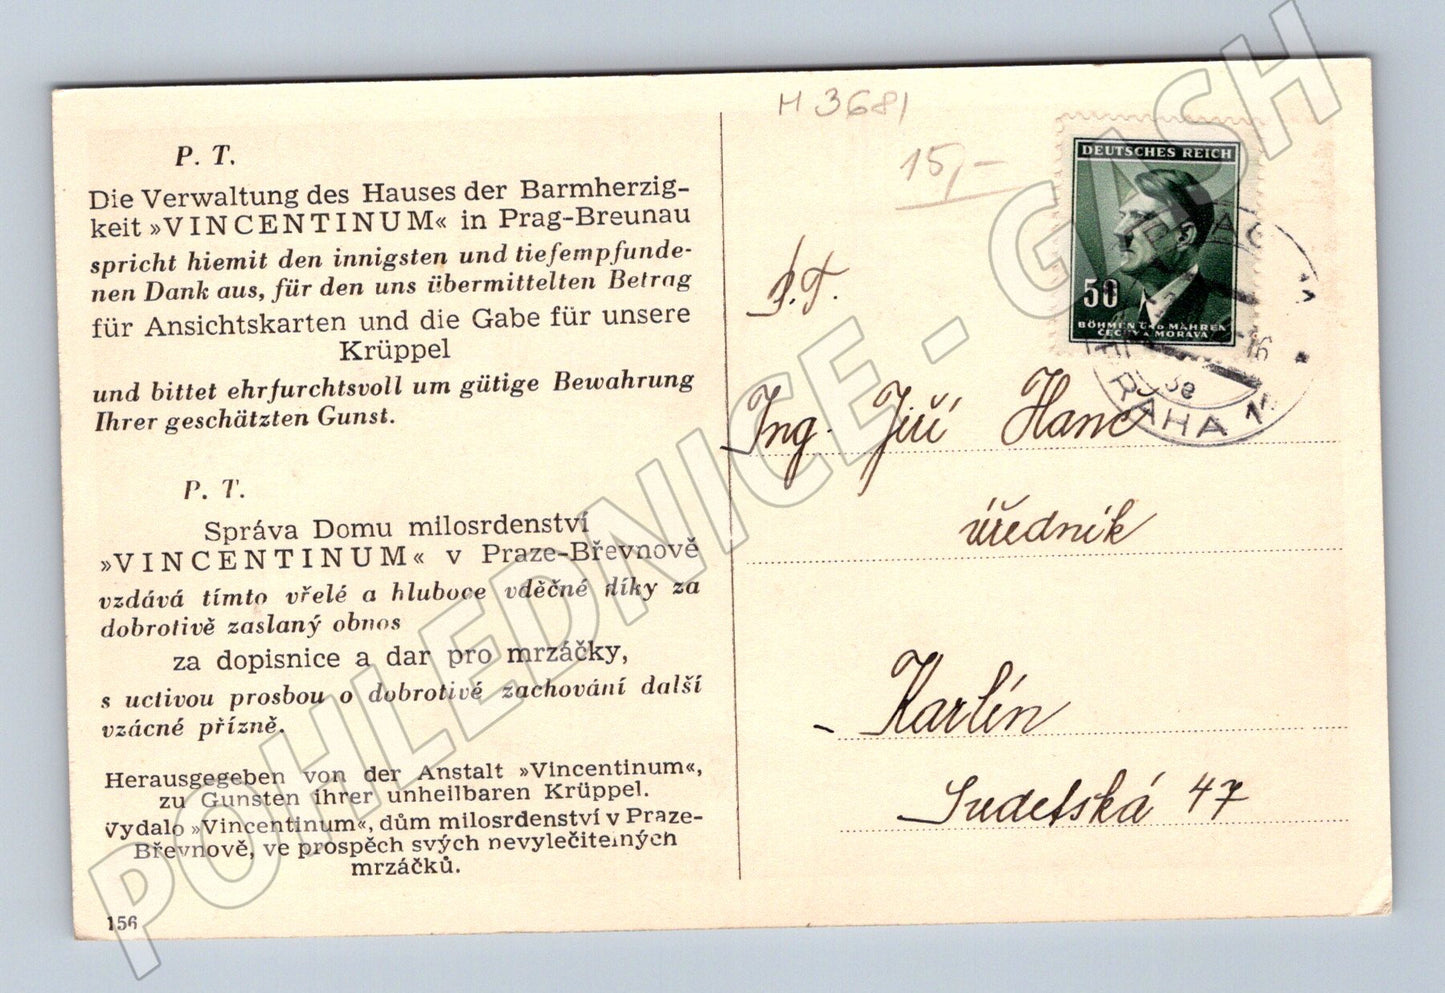 P. T.
Die Verwaltung des Hauses der Barmherzig-
keit »VINCENTINUM« in Prag-Breunau
spricht hiemit den innigsten und tiefempfunde-
nen Dank aus, für den uns übermittelten Betrag
für Ansichtskarten und die Gabe für unsere
Krüppel
und bittet ehrfurchtsvoll um gütige Bewahrung
Ihrer geschätzten Gunst.
P. T.
Správa Domu milosrdenství
»VINCENTINUM« v Praze-Břevnově
vzdává tímto vřelé a hluboce vděčné díky za
dobrotivě zaslaný obnos
za dopisnice a dar pro mrzáčky,
s uctivou prosbou o dobrotivé zachování další
vzácné přízně.
Herausgegeben von der Anstalt »Vincentinum«,
zu Gunsten ihrer unheilbaren Krüppel.
Vydalo »Vincentinum«, dům milosrdenství v Praze-
Břevnově, ve prospěch svých nevyléčitelných
mrzáčků.
156
H 3681
15,-
DEUTSCHES REICH
50
BÖHMEN UND MÄHREN
ČECHY A MORAVA
PRAHA
16
P.T.
Ing. Jiří Hanc
úředník
Karlín
Sudetská 47
POHLEDNICE - GASH